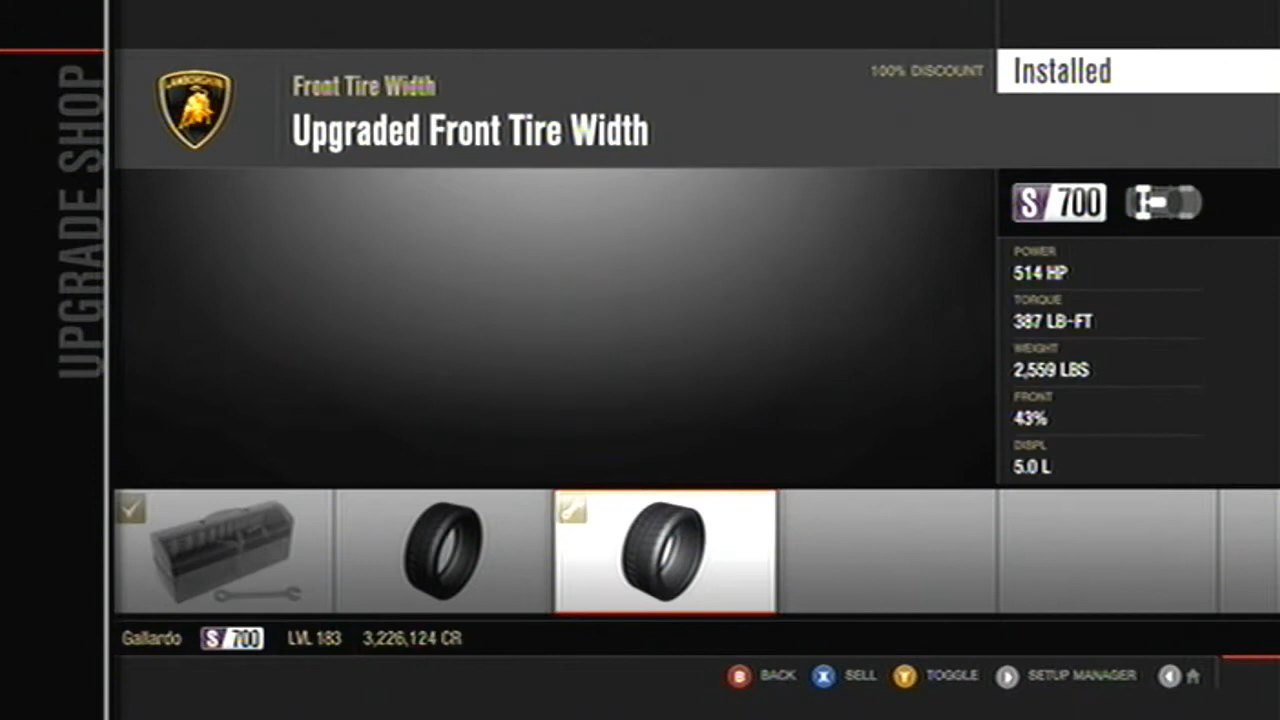 UPGRADE SHOP
LAMBORGHINI
Front Tire Width
Upgraded Front Tire Width
100% DISCOUNT
Installed
S 700
POWER
514 HP
TORQUE
387 LB-FT
WEIGHT
2,559 LBS
FRONT
43%
DISPL
5.0 L
Gallardo S 700 LVL 183 3,226,124 CR
B BACK X SELL Y TOGGLE SETUP MANAGER